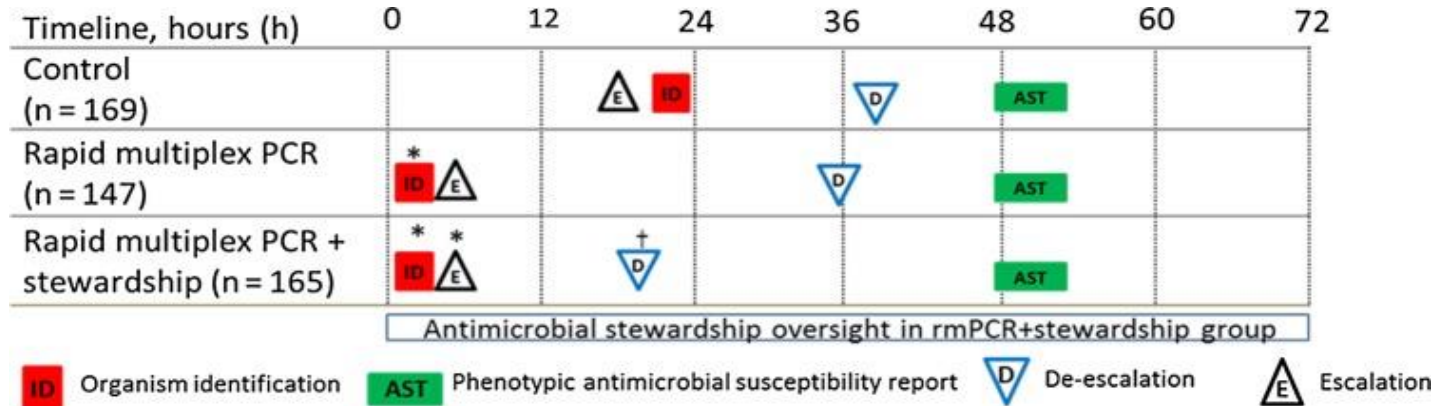 Timeline, hours (h) 0 12 24 36 48 60 72
Control
(n = 169)
E ID D AST
Rapid multiplex PCR
(n = 147)
* ID E D AST
Rapid multiplex PCR +
stewardship (n = 165)
* * †
ID E D AST
Antimicrobial stewardship oversight in rmPCR+stewardship group
ID Organism identification AST Phenotypic antimicrobial susceptibility report D De-escalation E Escalation